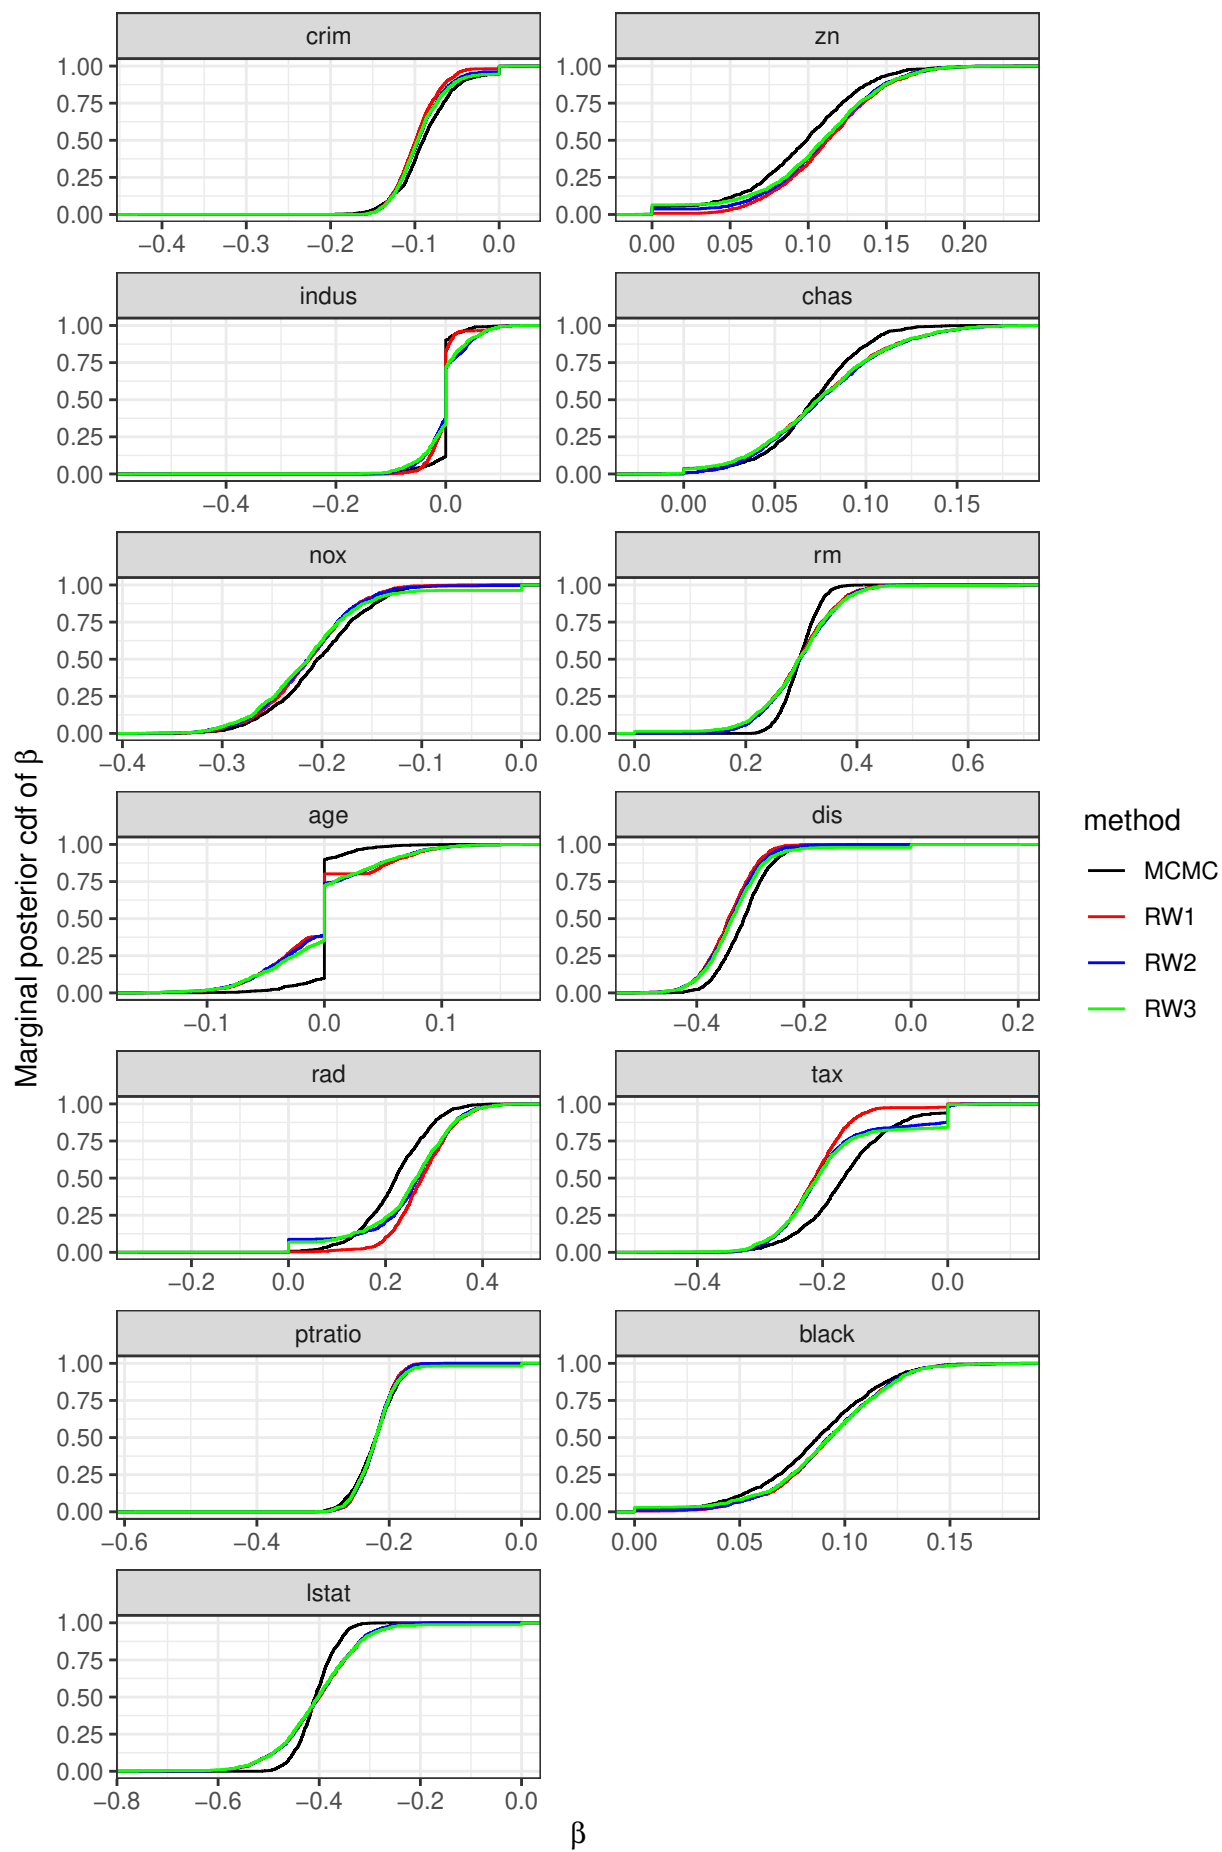 crim
zn
1.00
0.75
0.50
0.25
0.00
1.00
0.75
0.50
0.25
0.00
−0.4 −0.3 −0.2 −0.1 0.0
0.00 0.05 0.10 0.15 0.20
indus
chas
1.00
0.75
0.50
0.25
0.00
1.00
0.75
0.50
0.25
0.00
−0.4 −0.2 0.0
0.00 0.05 0.10 0.15
nox
rm
1.00
0.75
0.50
0.25
0.00
1.00
0.75
0.50
0.25
0.00
−0.4 −0.3 −0.2 −0.1 0.0
0.0 0.2 0.4 0.6
Marginal posterior cdf of β
age
dis
1.00
0.75
0.50
0.25
0.00
1.00
0.75
0.50
0.25
0.00
−0.1 0.0 0.1
−0.4 −0.2 0.0 0.2
method
MCMC
RW1
RW2
RW3
rad
tax
1.00
0.75
0.50
0.25
0.00
1.00
0.75
0.50
0.25
0.00
−0.2 0.0 0.2 0.4
−0.4 −0.2 0.0
ptratio
black
1.00
0.75
0.50
0.25
0.00
1.00
0.75
0.50
0.25
0.00
−0.6 −0.4 −0.2 0.0
0.00 0.05 0.10 0.15
lstat
1.00
0.75
0.50
0.25
0.00
−0.8 −0.6 −0.4 −0.2 0.0
β